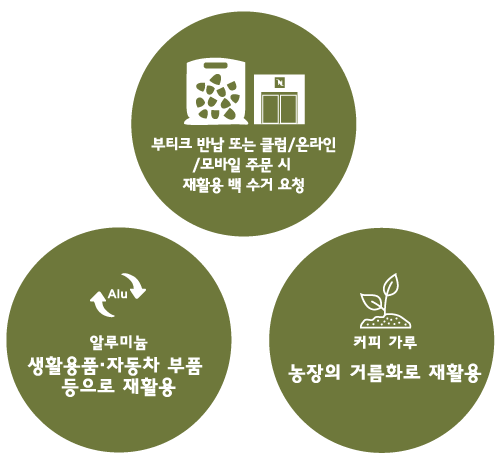 부티크 반납 또는 클럽/온라인
/모바일 주문 시
재활용 백 수거 요청
Alu
알루미늄
생활용품·자동차 부품
등으로 재활용
커피 가루
농장의 거름화로 재활용